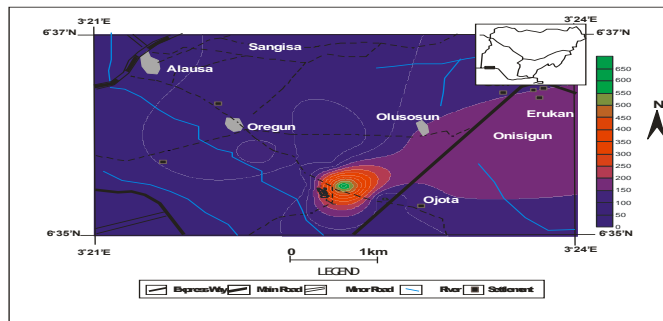 3°21'E 3°24'E
6°37'N 6°37'N
Sangisa
Alausa
Oregun
Olusosun
Erukan
Onisigun
Ojota
650
600
550
500
450
400
350
300
250
200
150
100
50
0
N
6°35'N 6°35'N
3°21'E 3°24'E
0 1km
LEGEND
Express Way Main Road Minor Road River Settlement